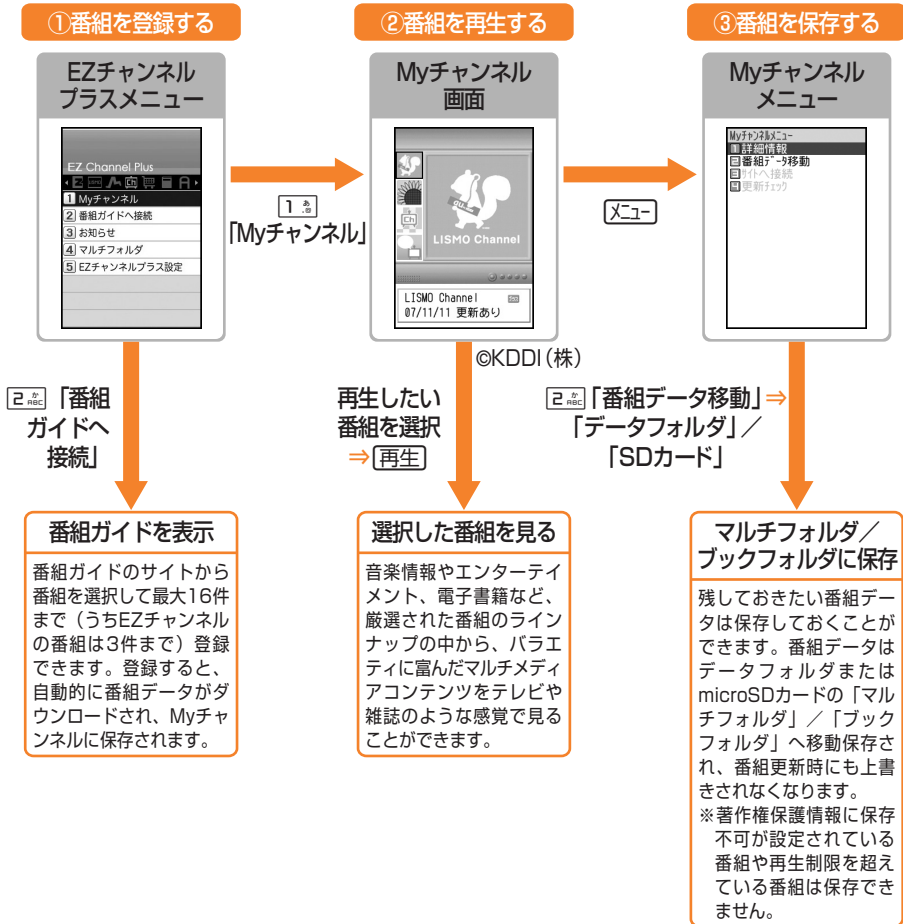 ①番組を登録する
②番組を再生する
③番組を保存する
EZチャンネル
プラスメニュー
EZ Channel Plus
1 Myチャンネル
2 番組ガイドへ接続
3 お知らせ
4 マルチフォルダ
5 EZチャンネルプラス設定
1 あ
「Myチャンネル」
Myチャンネル
画面
LISMO Channel
LISMO Channel
07/11/11 更新あり
©KDDI(株)
メニュー
Myチャンネル
メニュー
Myチャンネルメニュー
1 詳細情報
2 番組データ移動
3 サイトへ接続
4 更新チェック
2 か ABC 「番組
ガイドへ
接続」
再生したい
番組を選択
⇒再生
2 か ABC 「番組データ移動」⇒
「データフォルダ」/
「SDカード」
番組ガイドを表示
番組ガイドのサイトから
番組を選択して最大16件
まで(うちEZチャンネル
の番組は3件まで)登録
できます。登録すると、
自動的に番組データがダ
ウンロードされ、Myチャ
ンネルに保存されます。
選択した番組を見る
音楽情報やエンターテイ
メント、電子書籍など、
厳選された番組のライン
ナップの中から、バラエ
ティに富んだマルチメディ
アコンテンツをテレビや
雑誌のような感覚で見る
ことができます。
マルチフォルダ/
ブックフォルダに保存
残しておきたい番組デー
タは保存しておくことが
できます。番組データは
データフォルダまたは
microSDカードの「マル
チフォルダ」/「ブック
フォルダ」へ移動保存さ
れ、番組更新時にも上書
きされなくなります。
※著作権保護情報に保存
不可が設定されている
番組や再生制限を超え
ている番組は保存でき
ません。